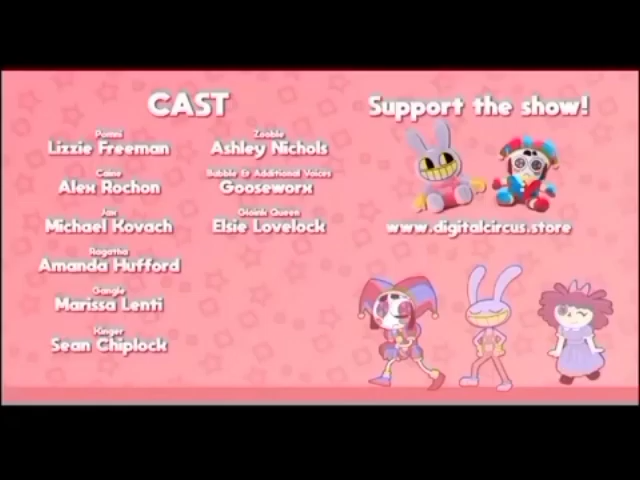 CAST
Pomni
Lizzie Freeman
Caine
Alex Rochon
Jax
Michael Kovach
Ragatha
Amanda Hufford
Gangle
Marissa Lenti
Kinger
Sean Chiplock
Zooble
Ashley Nichols
Bubble & Additional Voices
Gooseworx
Gloink Queen
Elsie Lovelock
Support the show!
www.digitalcircus.store